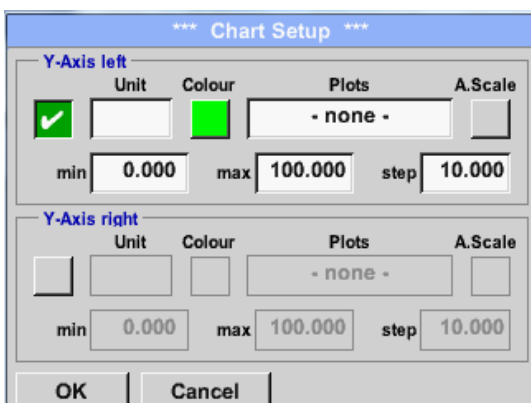 *** Chart Setup ***
Y-Axis left
Unit Colour Plots A.Scale
- none -
min 0.000 max 100.000 step 10.000
Y-Axis right
Unit Colour Plots A.Scale
- none -
min 0.000 max 100.000 step 10.000
OK Cancel